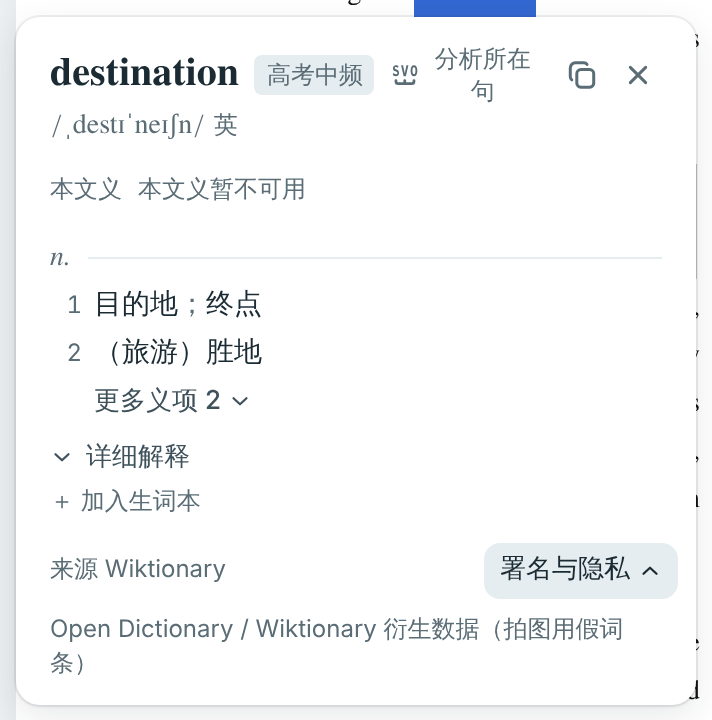 destination 高考中频 SVO 分析所在句
/ˌdestɪˈneɪʃn/ 英
本文义 本文义暂不可用
n.
1 目的地；终点
2 （旅游）胜地
更多义项 2
详细解释
+ 加入生词本
来源 Wiktionary 署名与隐私
Open Dictionary / Wiktionary 衍生数据（拍图用假词
条）